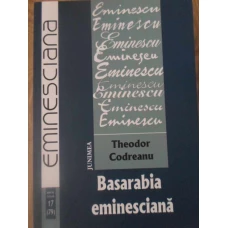 Eminescu
Eminescu
Eminescu
Eminescu
Eminescu
Eminescu
Eminescu
Eminescu
EMINESCIANA
JUNIMEA
Theodor
Codreanu
Basarabia
eminesciană